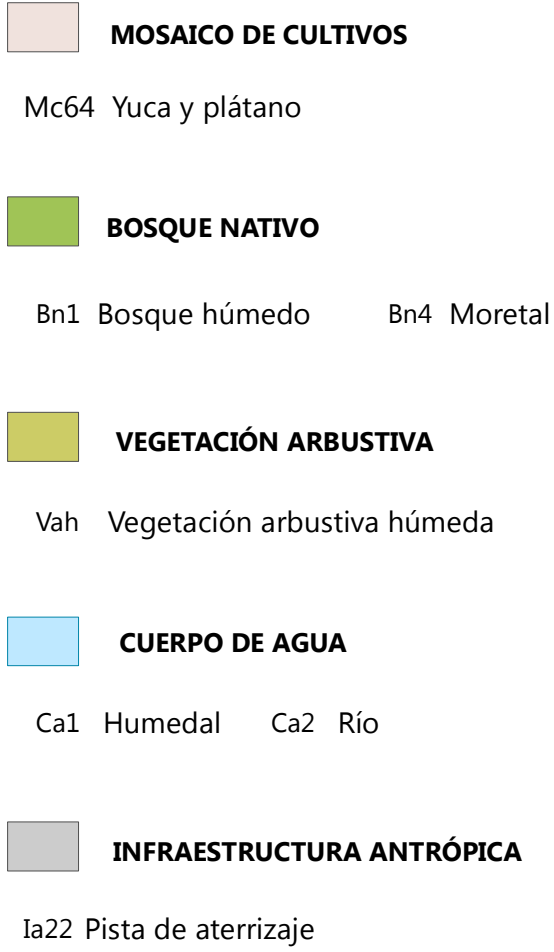 MOSAICO DE CULTIVOS
Mc64 Yuca y plátano
BOSQUE NATIVO
Bn1 Bosque húmedo Bn4 Moretal
VEGETACIÓN ARBUSTIVA
Vah Vegetación arbustiva húmeda
CUERPO DE AGUA
Ca1 Humedal Ca2 Río
INFRAESTRUCTURA ANTRÓPICA
Ia22 Pista de aterrizaje